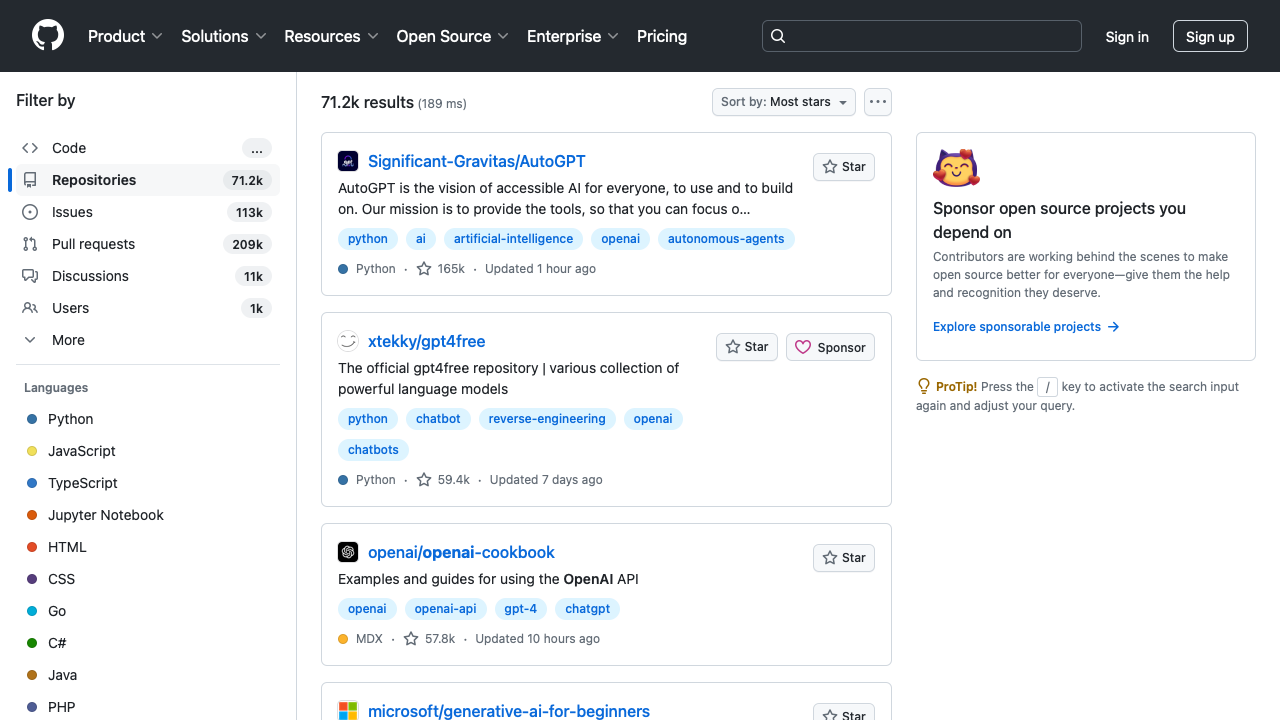 Product
Solutions
Resources
Open Source
Enterprise
Pricing
Sign in
Sign up
Filter by
Code
...
Repositories
71.2k
Issues
113k
Pull requests
209k
Discussions
11k
Users
1k
More
Languages
Python
JavaScript
TypeScript
Jupyter Notebook
HTML
CSS
Go
C#
Java
PHP
71.2k results (189 ms)
Sort by: Most stars
Significant-Gravitas/AutoGPT
Star
AutoGPT is the vision of accessible AI for everyone, to use and to build
on. Our mission is to provide the tools, so that you can focus o...
python ai artificial-intelligence openai autonomous-agents
Python · 165k · Updated 1 hour ago
xtekky/gpt4free
Star
Sponsor
The official gpt4free repository | various collection of
powerful language models
python chatbot reverse-engineering openai
chatbots
Python · 59.4k · Updated 7 days ago
openai/openai-cookbook
Star
Examples and guides for using the OpenAI API
openai openai-api gpt-4 chatgpt
MDX · 57.8k · Updated 10 hours ago
microsoft/generative-ai-for-beginners
Star
Sponsor open source projects you
depend on
Contributors are working behind the scenes to make
open source better for everyone—give them the help
and recognition they deserve.
Explore sponsorable projects →
ProTip! Press the / key to activate the search input
again and adjust your query.